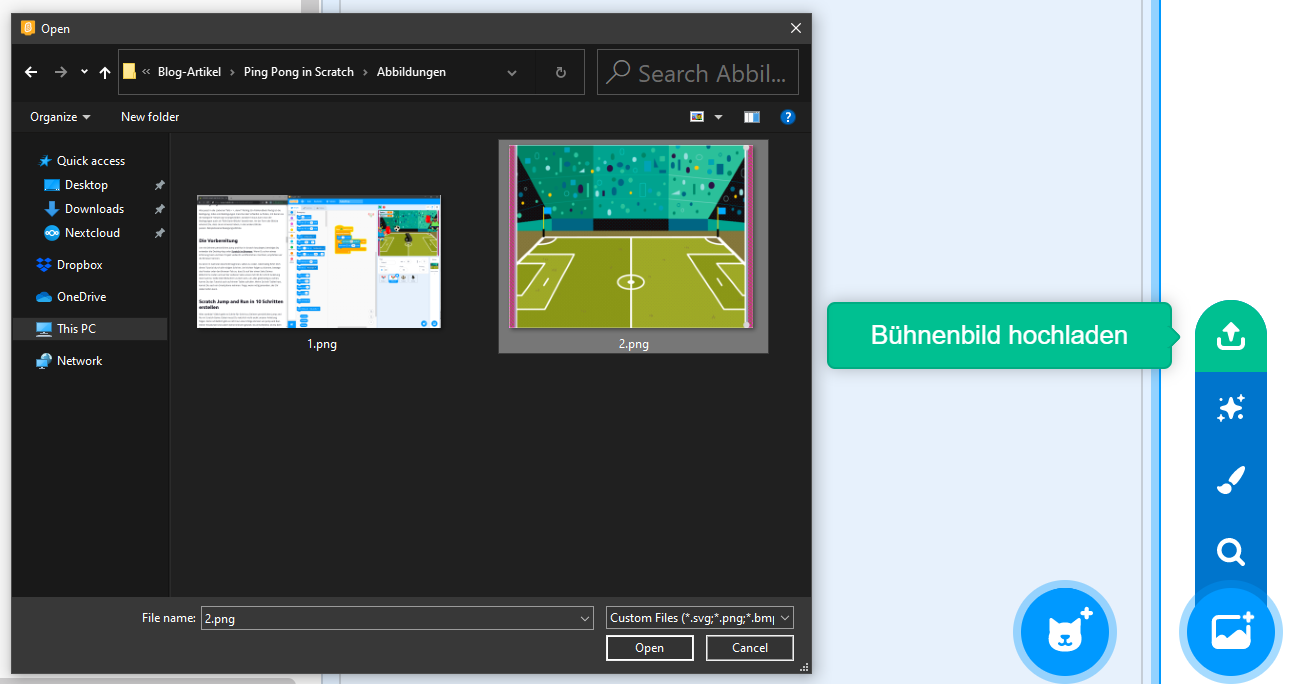 Open
« Blog-Artikel › Ping Pong in Scratch › Abbildungen
Search Abbil...
Organize
New folder
Quick access
Desktop
Downloads
Nextcloud
Dropbox
OneDrive
This PC
Network
Die Vorbereitung
Scratch Jump and Run in 10 Schritten
erstellen
1.png
2.png
Bühnenbild hochladen
File name: 2.png
Custom Files (*.svg;*.png;*.bmp
Open
Cancel